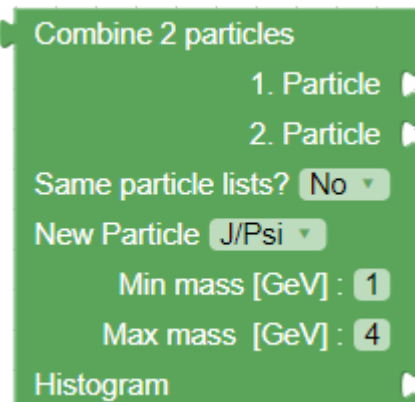 Combine 2 particles
1. Particle
2. Particle
Same particle lists? No
New Particle J/Psi
Min mass [GeV] : 1
Max mass [GeV] : 4
Histogram